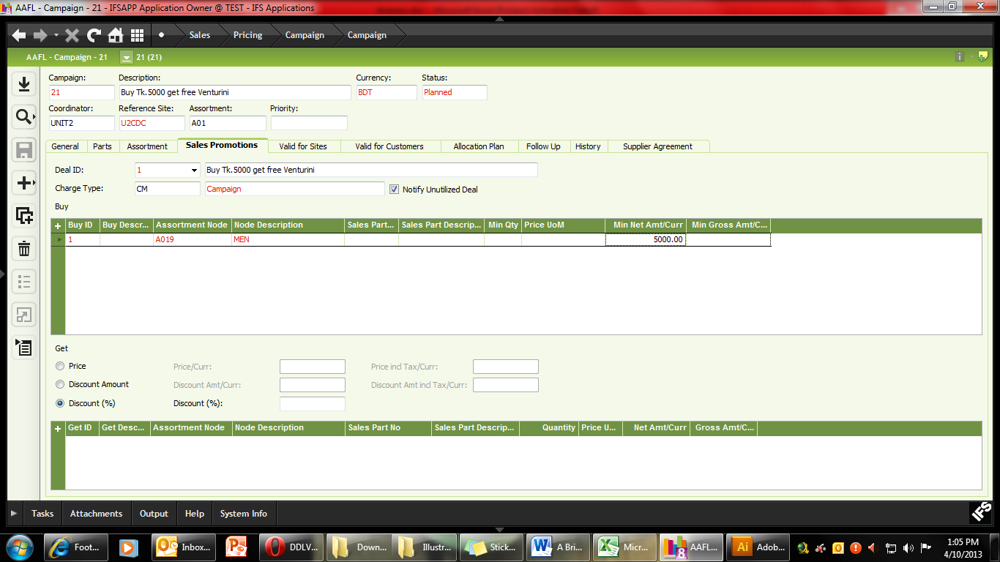 AAFL - Campaign - 21 - IFSAPP Application Owner @ TEST - IFS Applications
Sales Pricing Campaign Campaign
AAFL - Campaign - 21 21 (21)
Campaign: Description: Currency: Status:
21 Buy Tk.5000 get free Venturini BDT Planned
Coordinator: Reference Site: Assortment: Priority:
UNIT2 U2CDC A01
General Parts Assortment Sales Promotions Valid for Sites Valid for Customers Allocation Plan Follow Up History Supplier Agreement
Deal ID: 1 Buy Tk.5000 get free Venturini
Charge Type: CM Campaign Notify Unutilized Deal
Buy
Buy ID Buy Descr... Assortment Node Node Description Sales Part... Sales Part Descrip... Min Qty Price UoM Min Net Amt/Curr Min Gross Amt/C...
1 A019 MEN 5000.00
Get
Price Price/Curr: Price incl Tax/Curr:
Discount Amount Discount Amt/Curr: Discount Amt incl Tax/Curr:
Discount (%) Discount (%):
Get ID Get Desc... Assortment Node Node Description Sales Part No Sales Part Descrip... Quantity Price U... Net Amt/Curr Gross Amt/C...
Tasks Attachments Output Help System Info IFS
Foot... Inbox... DDLV... Down... Illustr... Stick... A Bri... Micr... AAFL... Adob...
1:05 PM
4/10/2013